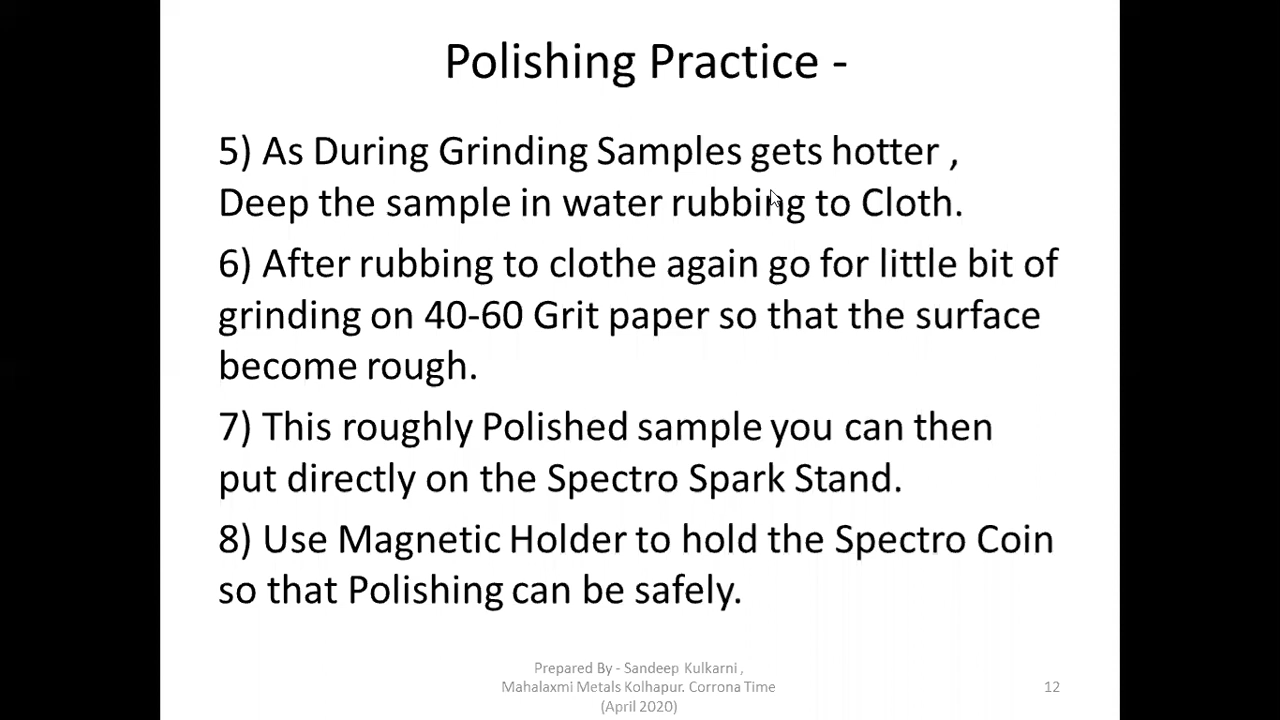 Polishing Practice -
5) As During Grinding Samples gets hotter ,
Deep the sample in water rubbing to Cloth.
6) After rubbing to clothe again go for little bit of
grinding on 40-60 Grit paper so that the surface
become rough.
7) This roughly Polished sample you can then
put directly on the Spectro Spark Stand.
8) Use Magnetic Holder to hold the Spectro Coin
so that Polishing can be safely.
Prepared By - Sandeep Kulkarni ,
Mahalaxmi Metals Kolhapur. Corrona Time
(April 2020)
12